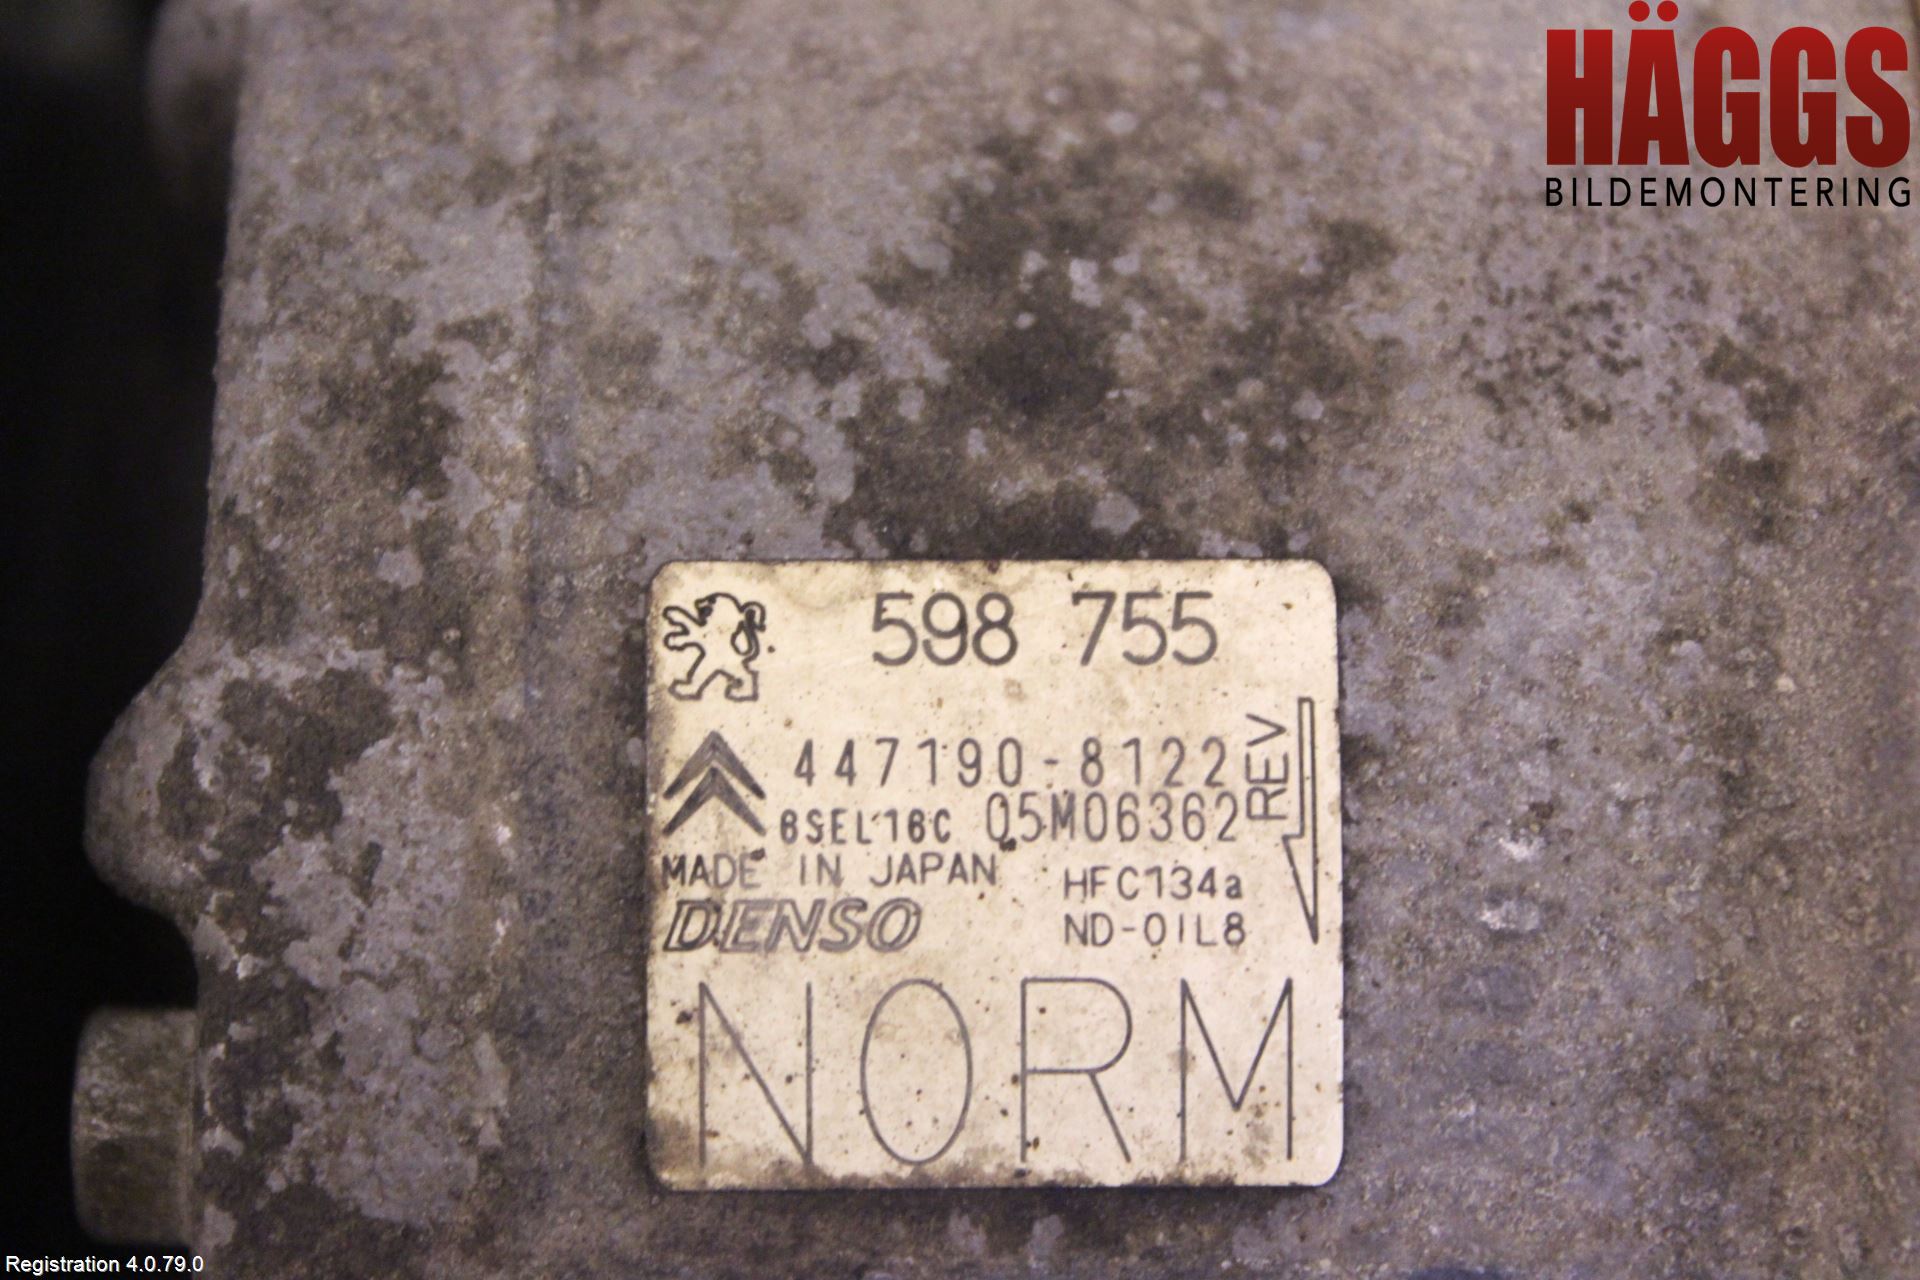 HÄGGS
BILDEMONTERING
598 755
447190-8122
6SEL16C 05M06362
REV
MADE IN JAPAN
HFC134a
DENSO
ND-OIL8
NORM
Registration 4.0.79.0